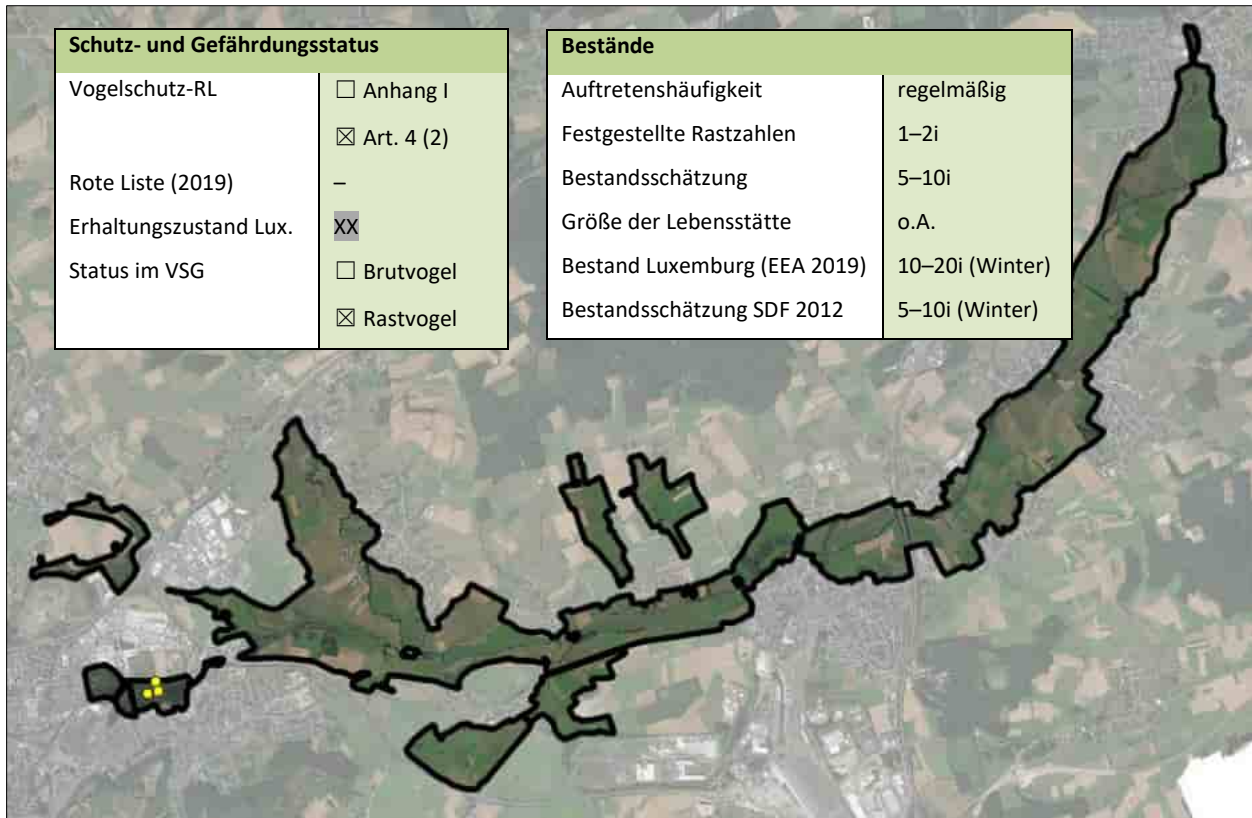 Schutz- und Gefährdungsstatus
Vogelschutz-RL ☐ Anhang I
☒ Art. 4 (2)
Rote Liste (2019) –
Erhaltungszustand Lux. XX
Status im VSG ☐ Brutvogel
☒ Rastvogel
Bestände
Auftretenshäufigkeit regelmäßig
Festgestellte Rastzahlen 1–2i
Bestandsschätzung 5–10i
Größe der Lebensstätte o.A.
Bestand Luxemburg (EEA 2019) 10–20i (Winter)
Bestandsschätzung SDF 2012 5–10i (Winter)